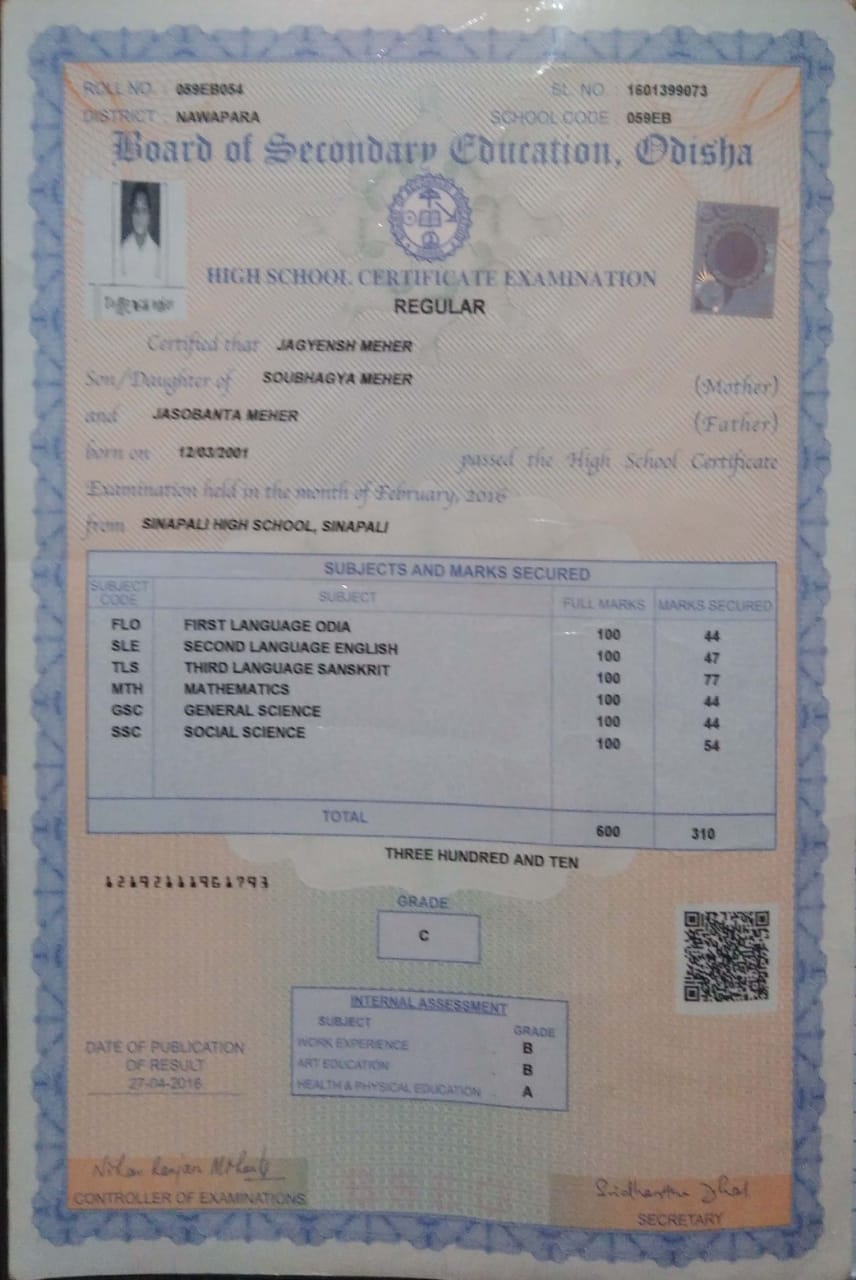 ROLL NO. 059EB054 SL. NO. 1601399073
DISTRICT : NAWAPARA SCHOOL CODE 059EB
Board of Secondary Education, Odisha
HIGH SCHOOL CERTIFICATE EXAMINATION
REGULAR
Certified that JAGYENSH MEHER
Son/Daughter of SOUBHAGYA MEHER (Mother)
and JASOBANTA MEHER (Father)
born on 12/03/2001 passed the High School Certificate
Examination held in the month of February, 2016
from SINAPALI HIGH SCHOOL, SINAPALI
SUBJECTS AND MARKS SECURED
SUBJECT CODE SUBJECT FULL MARKS MARKS SECURED
FLO FIRST LANGUAGE ODIA 100 44
SLE SECOND LANGUAGE ENGLISH 100 47
TLS THIRD LANGUAGE SANSKRIT 100 77
MTH MATHEMATICS 100 44
GSC GENERAL SCIENCE 100 44
SSC SOCIAL SCIENCE 100 54
TOTAL 600 310
THREE HUNDRED AND TEN
12192111961793
GRADE
C
INTERNAL ASSESSMENT
SUBJECT GRADE
WORK EXPERIENCE B
ART EDUCATION B
HEALTH & PHYSICAL EDUCATION A
DATE OF PUBLICATION
OF RESULT
27-04-2016
CONTROLLER OF EXAMINATIONS
SECRETARY